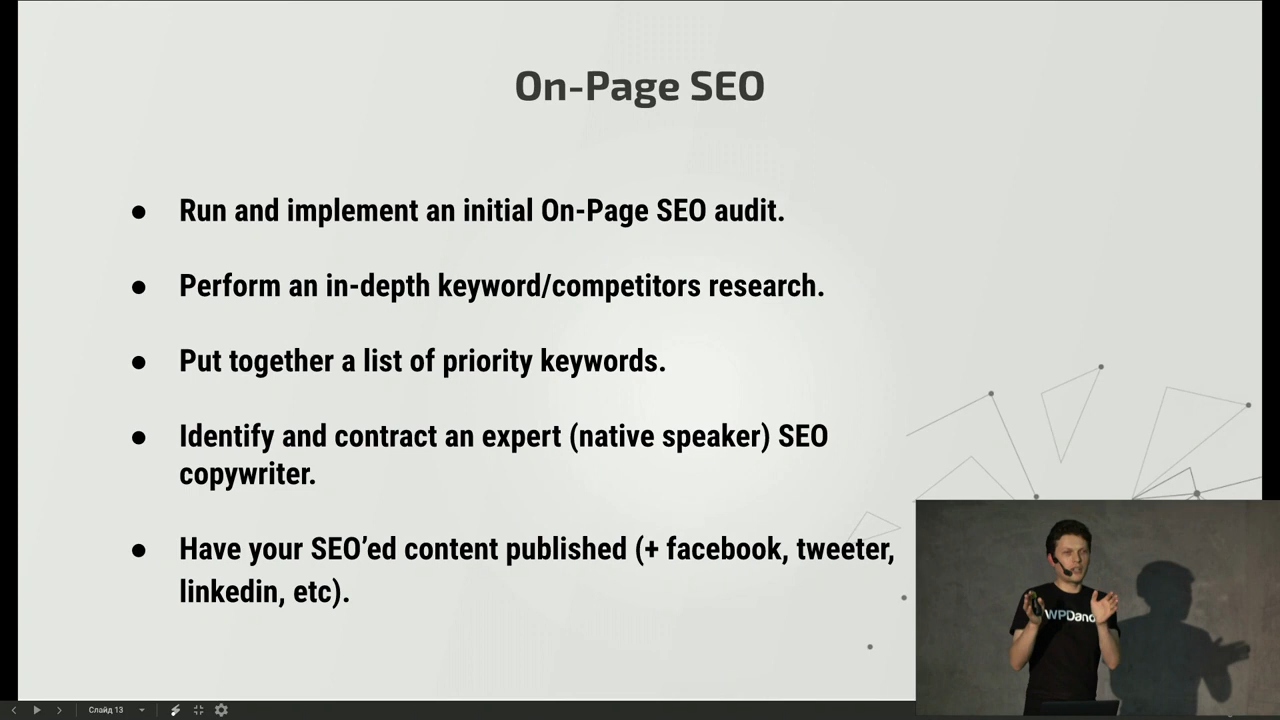 On-Page SEO
● Run and implement an initial On-Page SEO audit.
● Perform an in-depth keyword/competitors research.
● Put together a list of priority keywords.
● Identify and contract an expert (native speaker) SEO
copywriter.
● Have your SEO’ed content published (+ facebook, tweeter,
linkedin, etc).
WPDand
Слайд 13